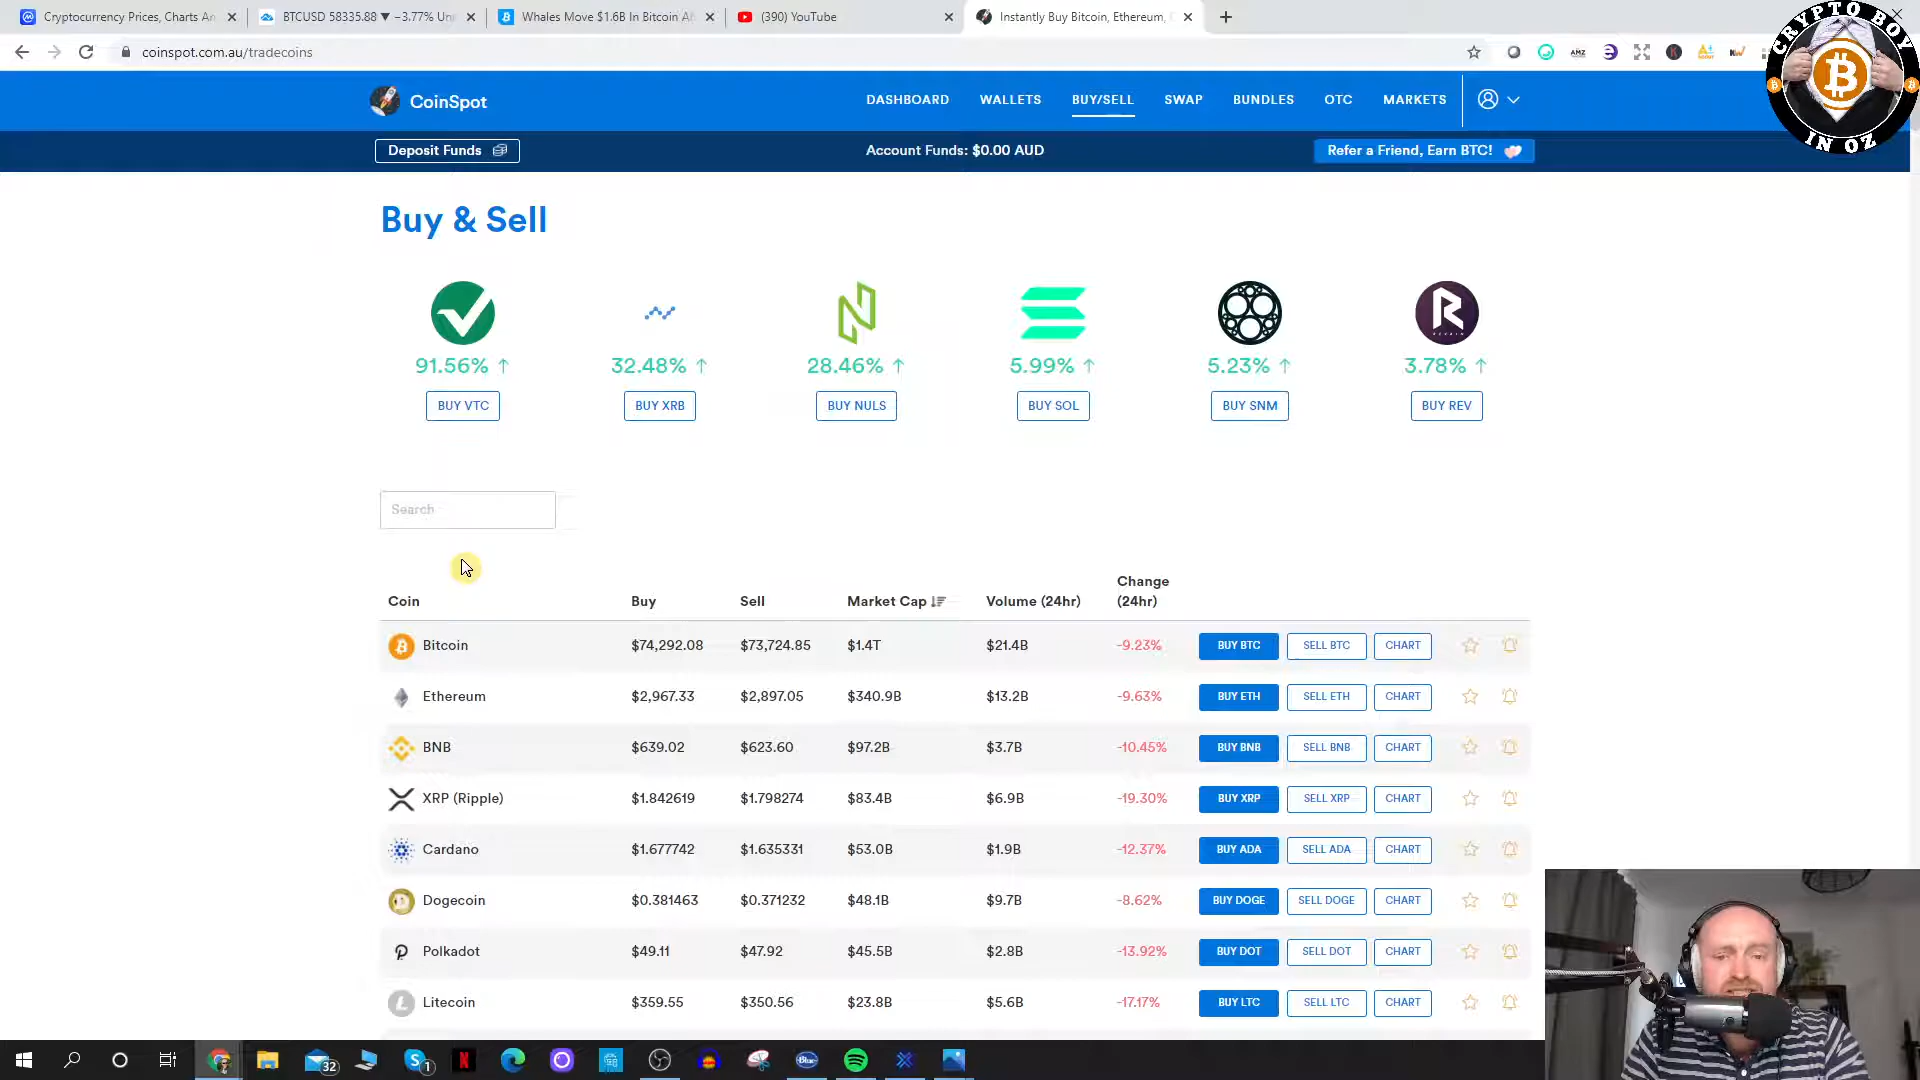 Cryptocurrency Prices, Charts An
BTCUSD 58335.88 ▼ −3.77% Un
Whales Move $1.6B In Bitcoin Af
(390) YouTube
Instantly Buy Bitcoin, Ethereum,
coinspot.com.au/tradecoins
AMZ
CRYPTO BOY
IN OZ
CoinSpot
DASHBOARD
WALLETS
BUY/SELL
SWAP
BUNDLES
OTC
MARKETS
Deposit Funds
Account Funds: $0.00 AUD
Refer a Friend, Earn BTC!
Buy & Sell
91.56% ↑
32.48% ↑
28.46% ↑
5.99% ↑
5.23% ↑
3.78% ↑
BUY VTC
BUY XRB
BUY NULS
BUY SOL
BUY SNM
BUY REV
Search
Coin Buy Sell Market Cap Volume (24hr) Change (24hr)
Bitcoin $74,292.08 $73,724.85 $1.4T $21.4B -9.23% BUY BTC SELL BTC CHART
Ethereum $2,967.33 $2,897.05 $340.9B $13.2B -9.63% BUY ETH SELL ETH CHART
BNB $639.02 $623.60 $97.2B $3.7B -10.45% BUY BNB SELL BNB CHART
XRP (Ripple) $1.842619 $1.798274 $83.4B $6.9B -19.30% BUY XRP SELL XRP CHART
Cardano $1.677742 $1.635331 $53.0B $1.9B -12.37% BUY ADA SELL ADA CHART
Dogecoin $0.381463 $0.371232 $48.1B $9.7B -8.62% BUY DOGE SELL DOGE CHART
Polkadot $49.11 $47.92 $45.5B $2.8B -13.92% BUY DOT SELL DOT CHART
Litecoin $359.55 $350.56 $23.8B $5.6B -17.17% BUY LTC SELL LTC CHART
32
1